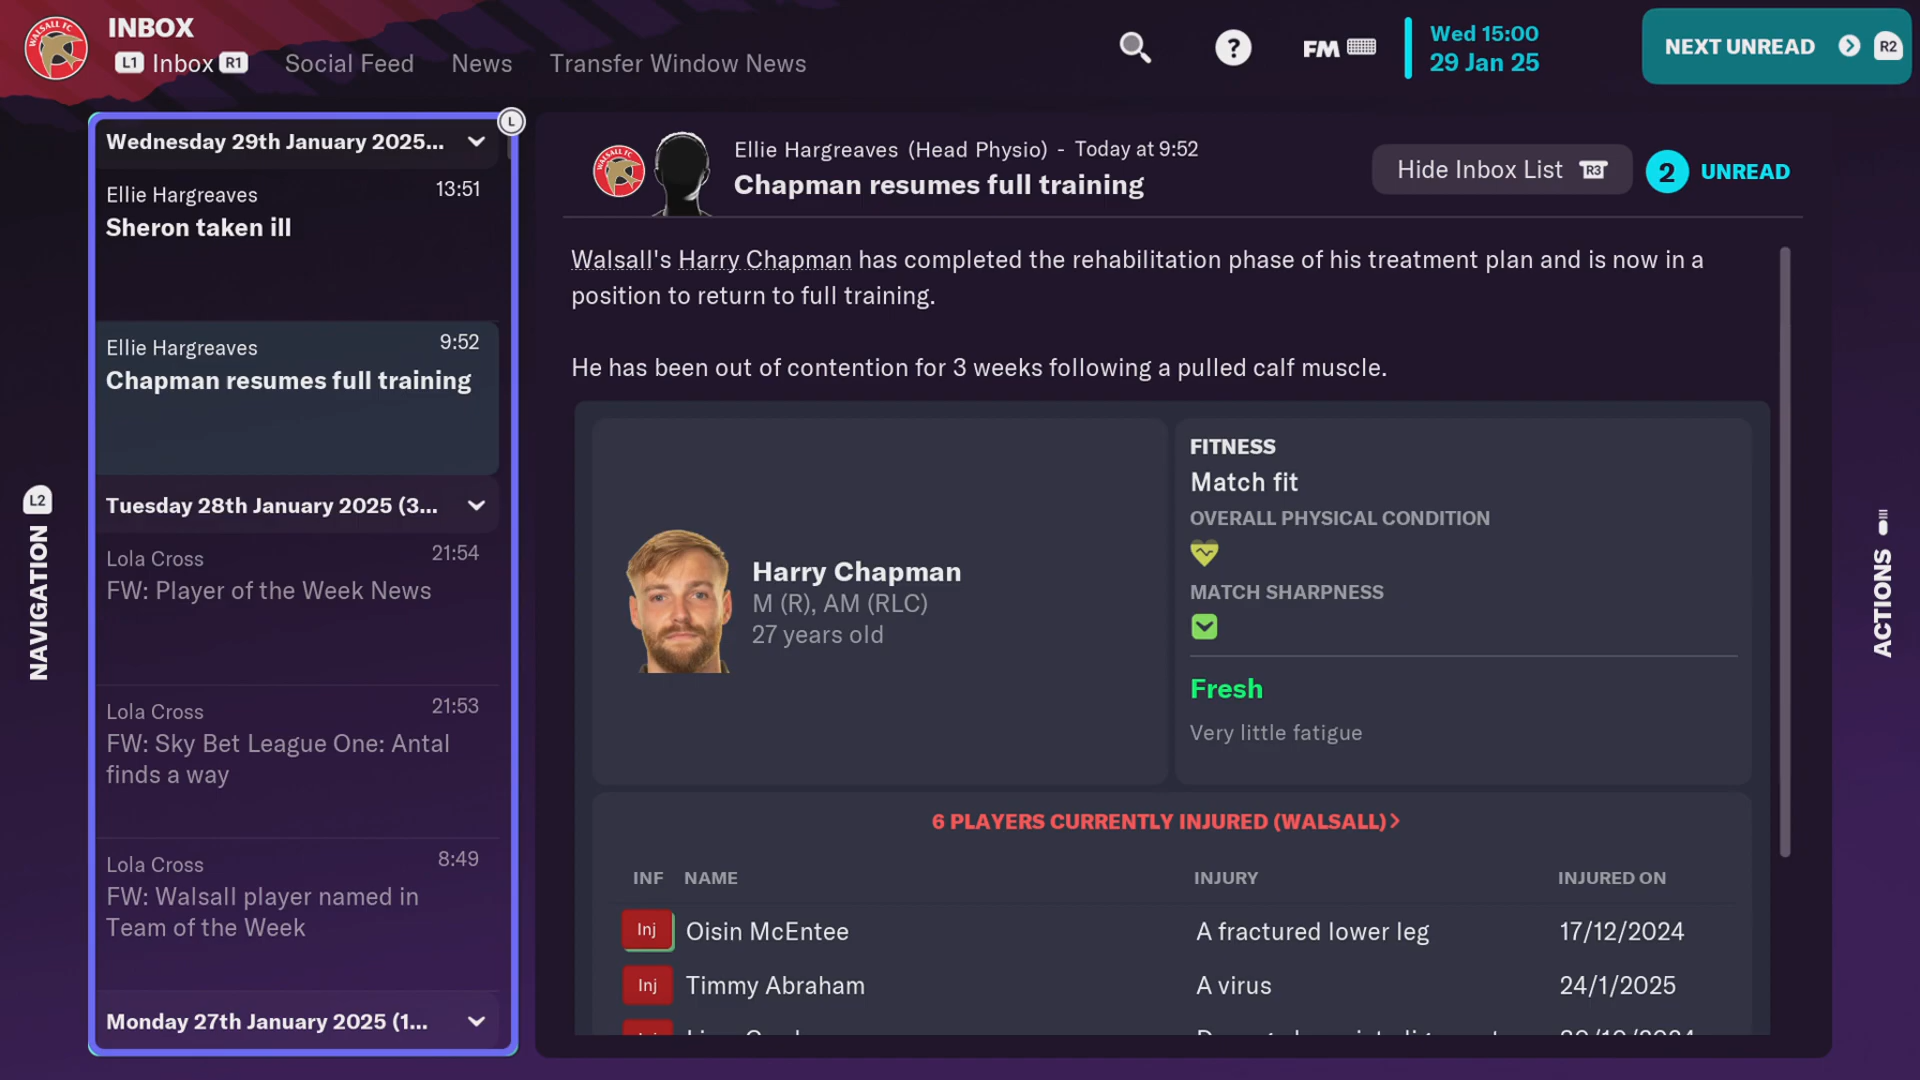 WALSALL FC
INBOX
L1 Inbox R1
Social Feed
News
Transfer Window News
?
FM
Wed 15:00
29 Jan 25
NEXT UNREAD
R2
L
Wednesday 29th January 2025...
Ellie Hargreaves
13:51
Sheron taken ill
Ellie Hargreaves
9:52
Chapman resumes full training
Tuesday 28th January 2025 (3...
Lola Cross
21:54
FW: Player of the Week News
Lola Cross
21:53
FW: Sky Bet League One: Antal
finds a way
Lola Cross
8:49
FW: Walsall player named in
Team of the Week
Monday 27th January 2025 (1...
L2
NAVIGATION
WALSALL FC
Ellie Hargreaves (Head Physio) - Today at 9:52
Chapman resumes full training
Hide Inbox List R3
2 UNREAD
Walsall's Harry Chapman has completed the rehabilitation phase of his treatment plan and is now in a
position to return to full training.
He has been out of contention for 3 weeks following a pulled calf muscle.
Harry Chapman
M (R), AM (RLC)
27 years old
FITNESS
Match fit
OVERALL PHYSICAL CONDITION
MATCH SHARPNESS
Fresh
Very little fatigue
6 PLAYERS CURRENTLY INJURED (WALSALL)
INF NAME INJURY INJURED ON
Inj Oisin McEntee A fractured lower leg 17/12/2024
Inj Timmy Abraham A virus 24/1/2025
ACTIONS